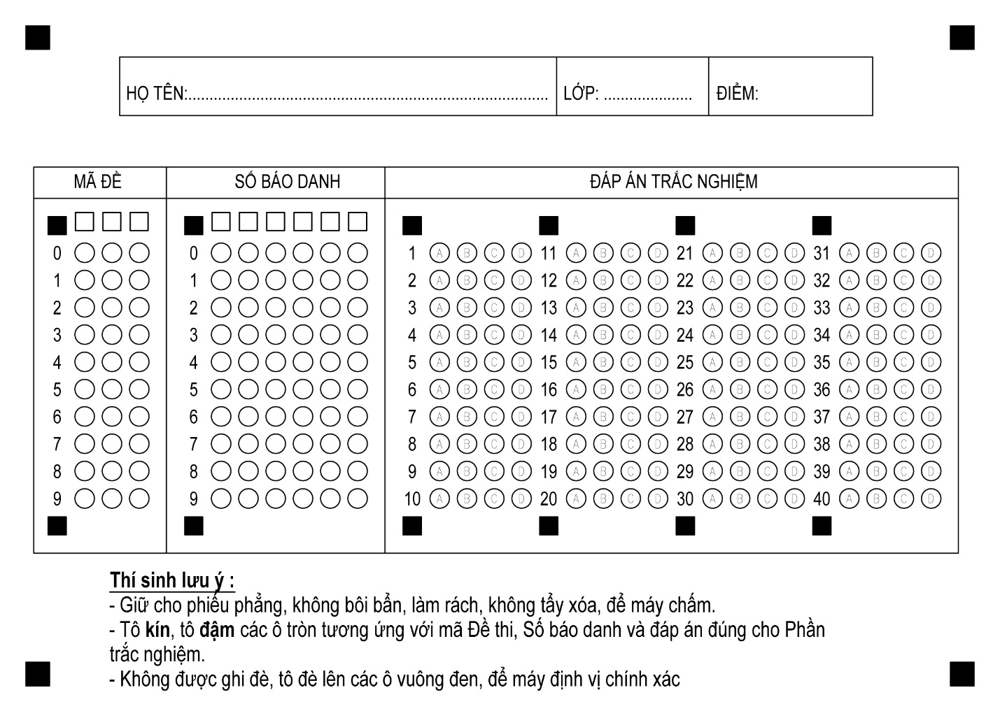 HỌ TÊN:..................................................................................... LỚP: ..................... ĐIỂM:
MÃ ĐỀ SỐ BÁO DANH ĐÁP ÁN TRẮC NGHIỆM
0 0 1 A B C D 11 A B C D 21 A B C D 31 A B C D
1 1 2 A B C D 12 A B C D 22 A B C D 32 A B C D
2 2 3 A B C D 13 A B C D 23 A B C D 33 A B C D
3 3 4 A B C D 14 A B C D 24 A B C D 34 A B C D
4 4 5 A B C D 15 A B C D 25 A B C D 35 A B C D
5 5 6 A B C D 16 A B C D 26 A B C D 36 A B C D
6 6 7 A B C D 17 A B C D 27 A B C D 37 A B C D
7 7 8 A B C D 18 A B C D 28 A B C D 38 A B C D
8 8 9 A B C D 19 A B C D 29 A B C D 39 A B C D
9 9 10 A B C D 20 A B C D 30 A B C D 40 A B C D
Thí sinh lưu ý :
- Giữ cho phiếu phẳng, không bôi bẩn, làm rách, không tẩy xóa, để máy chấm.
- Tô kín, tô đậm các ô tròn tương ứng với mã Đề thi, Số báo danh và đáp án đúng cho Phần
trắc nghiệm.
- Không được ghi đè, tô đè lên các ô vuông đen, để máy định vị chính xác